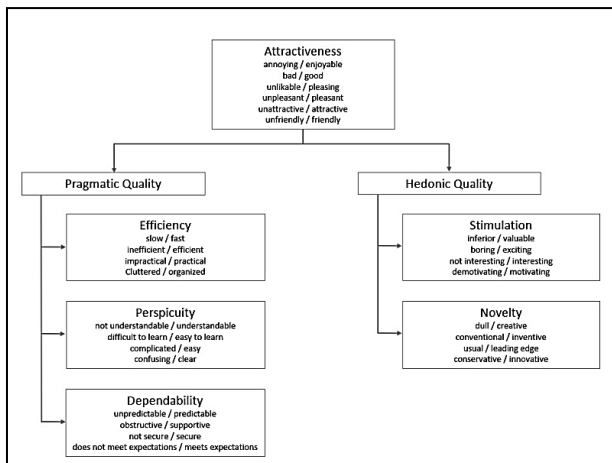 Attractiveness
annoying / enjoyable
bad / good
unlikable / pleasing
unpleasant / pleasant
unattractive / attractive
unfriendly / friendly
Pragmatic Quality
Hedonic Quality
Efficiency
slow / fast
inefficient / efficient
impractical / practical
Cluttered / organized
Stimulation
inferior / valuable
boring / exciting
not interesting / interesting
demotivating / motivating
Perspicuity
not understandable / understandable
difficult to learn / easy to learn
complicated / easy
confusing / clear
Novelty
dull / creative
conventional / inventive
usual / leading edge
conservative / innovative
Dependability
unpredictable / predictable
obstructive / supportive
not secure / secure
does not meet expectations / meets expectations